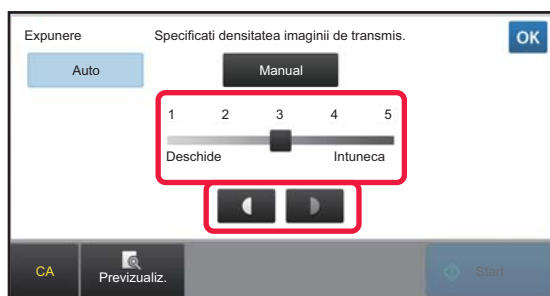 Expunere Specificati densitatea imaginii de transmis. OK
Auto Manual
1 2 3 4 5
Deschide Intuneca
CA Previzualiz. Start